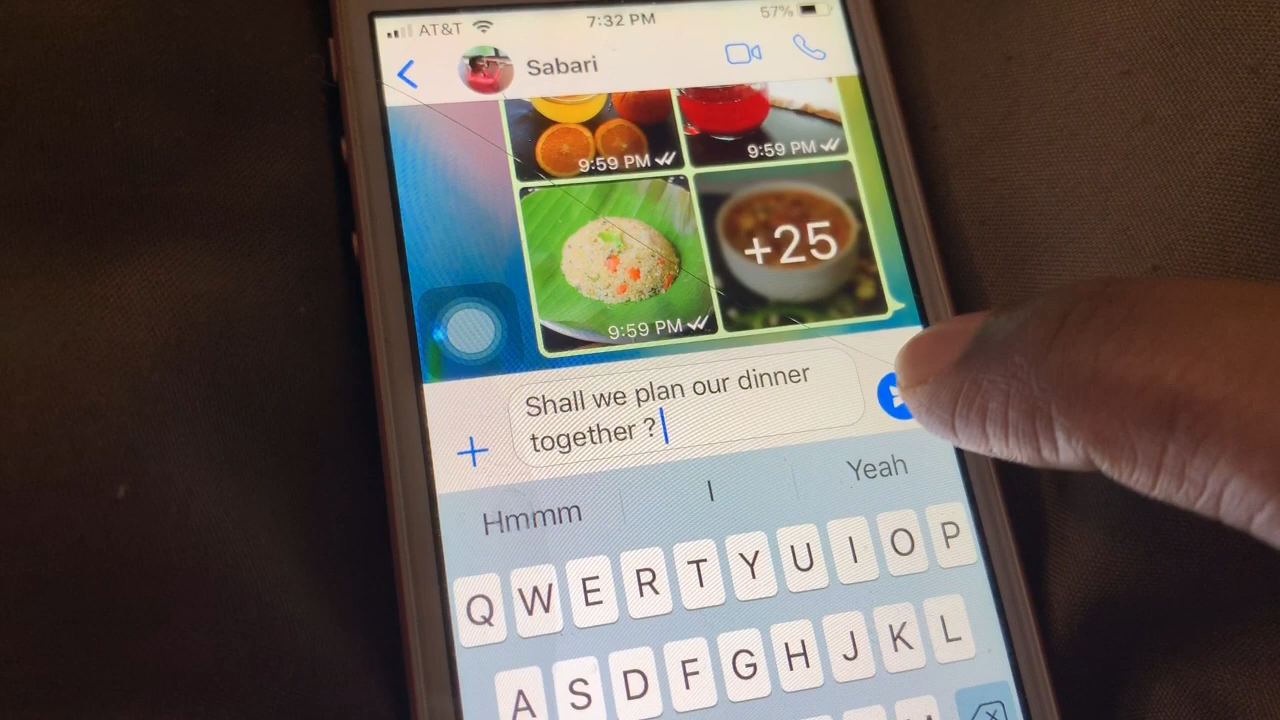 AT&T 7:32 PM 57%
Sabari
9:59 PM 9:59 PM
+25
9:59 PM
Shall we plan our dinner
together ?
Hmmm I Yeah
Q W E R T Y U I O P
A S D F G H J K L